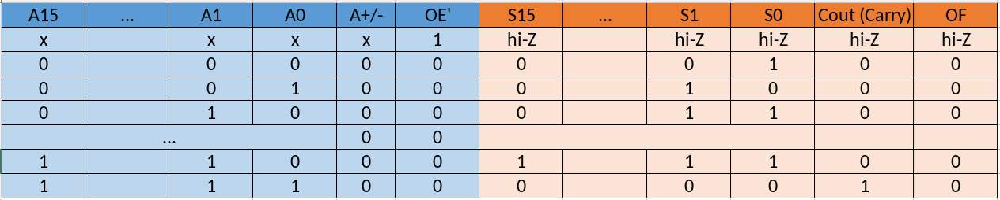 A15 ... A1 A0 A+/- OE' S15 ... S1 S0 Cout (Carry) OF
x x x x 1 hi-Z hi-Z hi-Z hi-Z hi-Z
0 0 0 0 0 0 0 1 0 0
0 0 1 0 0 0 1 0 0 0
0 1 0 0 0 0 1 1 0 0
... 0 0
1 1 0 0 0 1 1 1 0 0
1 1 1 0 0 0 0 0 1 0